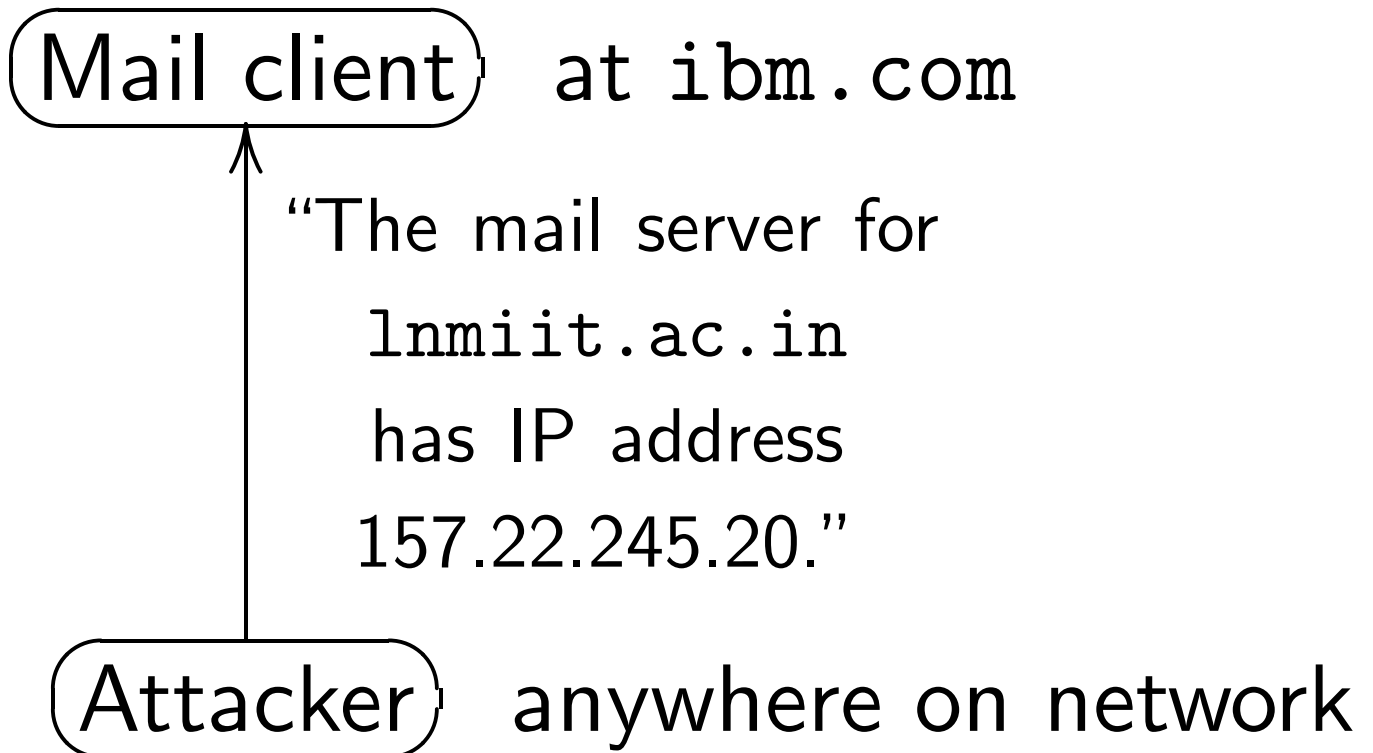 Mail client at ibm.com
“The mail server for
lnmiit.ac.in
has IP address
157.22.245.20.”
Attacker anywhere on network